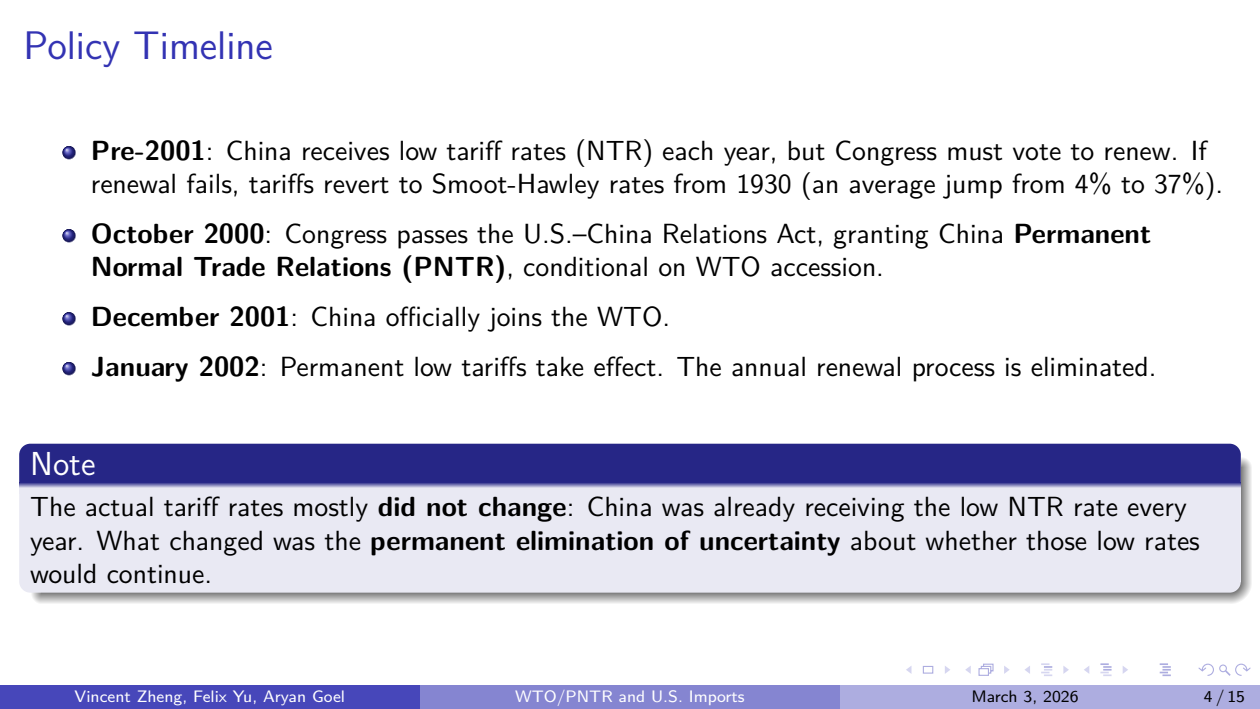 Policy Timeline
Pre-2001: China receives low tariff rates (NTR) each year, but Congress must vote to renew. If
renewal fails, tariffs revert to Smoot-Hawley rates from 1930 (an average jump from 4% to 37%).
October 2000: Congress passes the U.S.–China Relations Act, granting China Permanent
Normal Trade Relations (PNTR), conditional on WTO accession.
December 2001: China officially joins the WTO.
January 2002: Permanent low tariffs take effect. The annual renewal process is eliminated.
Note
The actual tariff rates mostly did not change: China was already receiving the low NTR rate every
year. What changed was the permanent elimination of uncertainty about whether those low rates
would continue.
Vincent Zheng, Felix Yu, Aryan Goel WTO/PNTR and U.S. Imports March 3, 2026 4 / 15